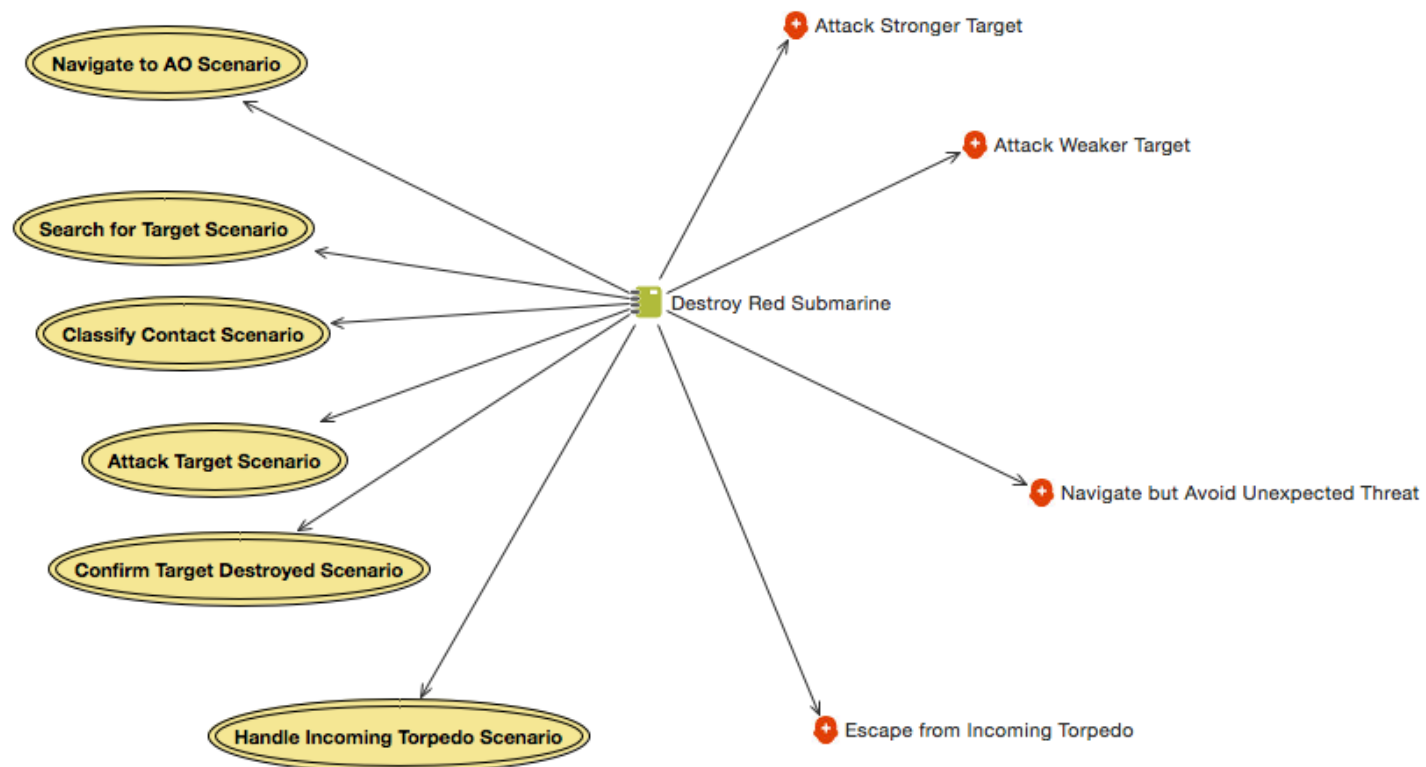 Attack Stronger Target
Navigate to AO Scenario
Attack Weaker Target
Search for Target Scenario
Destroy Red Submarine
Classify Contact Scenario
Attack Target Scenario
Navigate but Avoid Unexpected Threat
Confirm Target Destroyed Scenario
Escape from Incoming Torpedo
Handle Incoming Torpedo Scenario